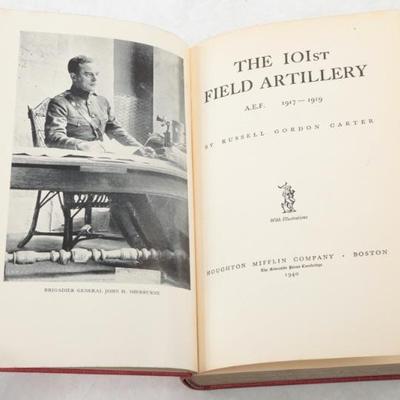 BRIGADIER GENERAL JOHN H. SHERBURNE
THE 101ST
FIELD ARTILLERY
A.E.F. 1917—1919
BY RUSSELL GORDON CARTER
With Illustrations
HOUGHTON MIFFLIN COMPANY · BOSTON
The Riverside Press Cambridge
1940